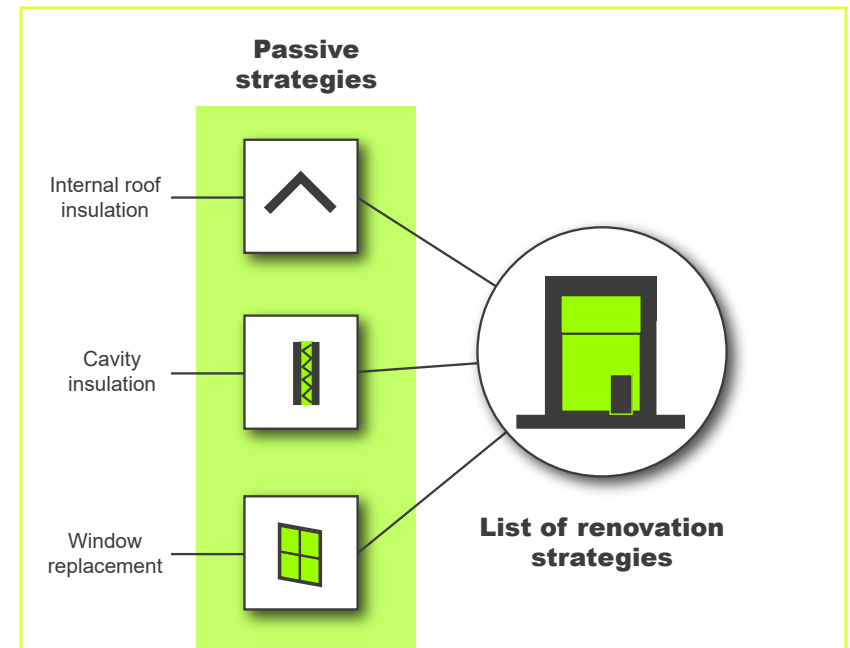 Passive
strategies
Internal roof
insulation
Cavity
insulation
Window
replacement
List of renovation
strategies